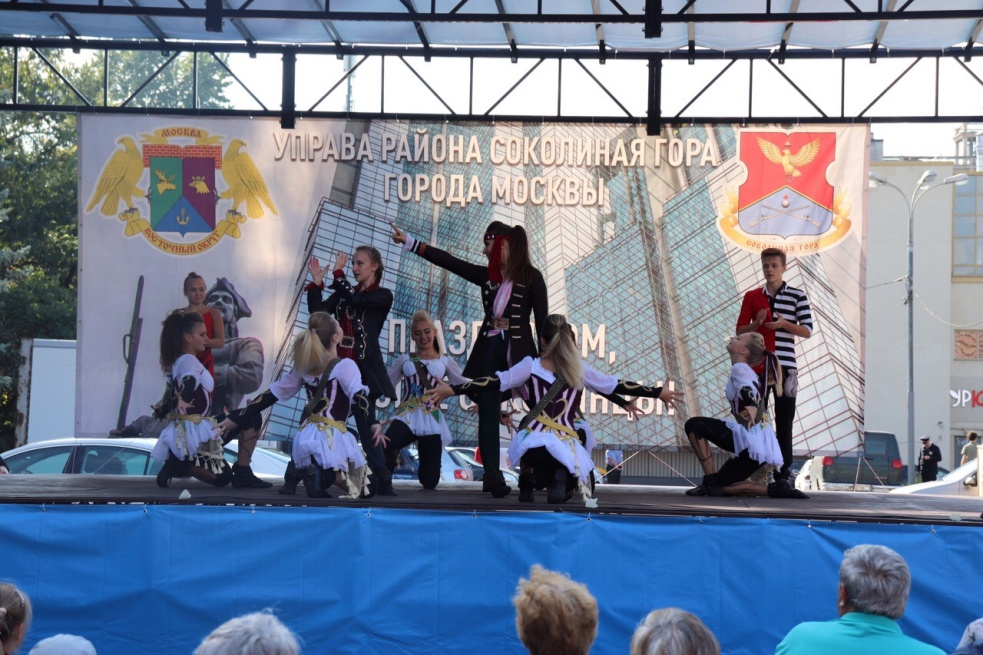 УПРАВА РАЙОНА СОКОЛИНАЯ ГОРА
ГОРОДА МОСКВЫ
МОСКВА
ВОСТОЧНЫЙ ОКРУГ
СОКОЛИНАЯ ГОРА